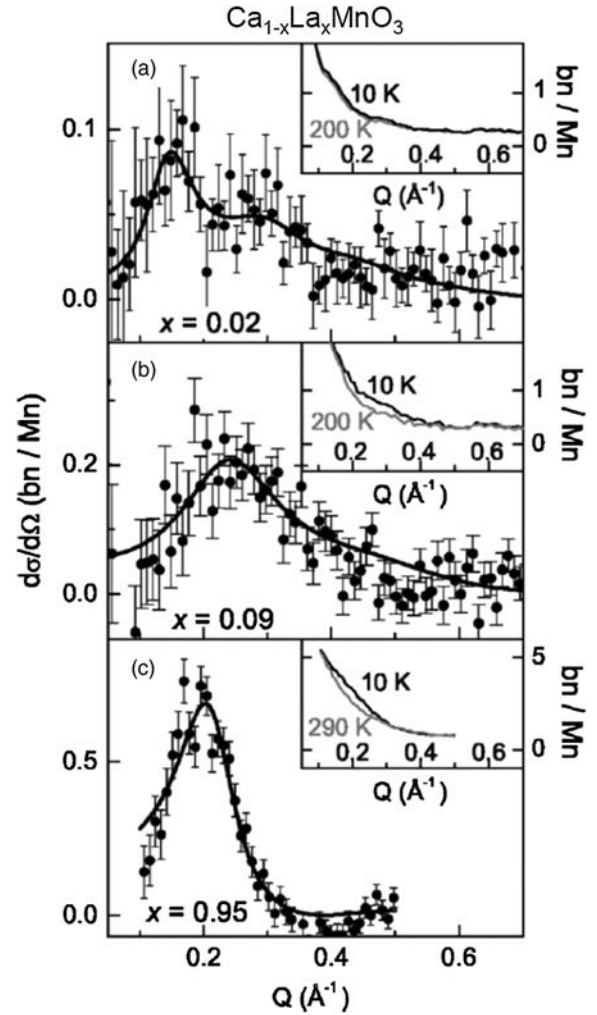 Ca₁₋ₓLaₓMnO₃
(a)
10 K
200 K
1
0
bn / Mn
0.2 0.4 0.6
Q (Å⁻¹)
0.1
0.0
x = 0.02
(b)
10 K
200 K
1
0
bn / Mn
0.2 0.4 0.6
Q (Å⁻¹)
0.2
0.0
x = 0.09
dσ/dΩ (bn / Mn)
(c)
10 K
290 K
5
0
bn / Mn
0.2 0.4 0.6
Q (Å⁻¹)
0.5
0.0
x = 0.95
0.2 0.4 0.6
Q (Å⁻¹)